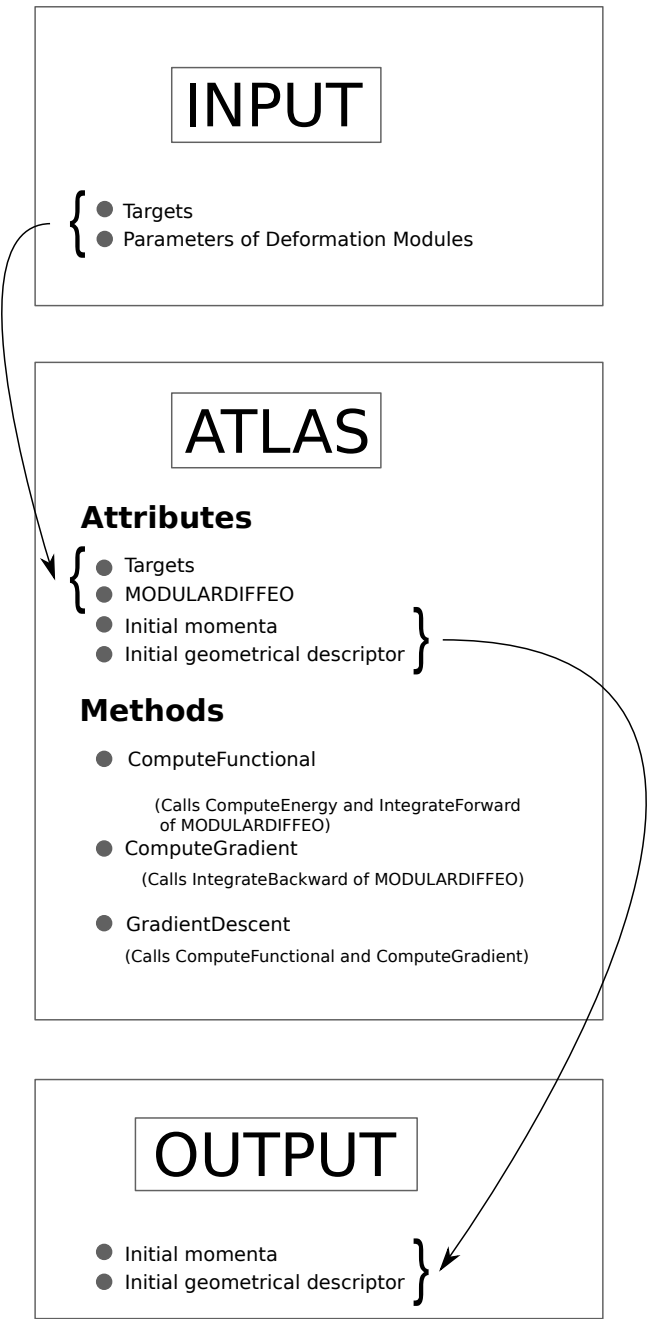 INPUT
Targets
Parameters of Deformation Modules
ATLAS
Attributes
Targets
MODULARDIFFEO
Initial momenta
Initial geometrical descriptor
Methods
ComputeFunctional
(Calls ComputeEnergy and IntegrateForward
of MODULARDIFFEO)
ComputeGradient
(Calls IntegrateBackward of MODULARDIFFEO)
GradientDescent
(Calls ComputeFunctional and ComputeGradient)
OUTPUT
Initial momenta
Initial geometrical descriptor